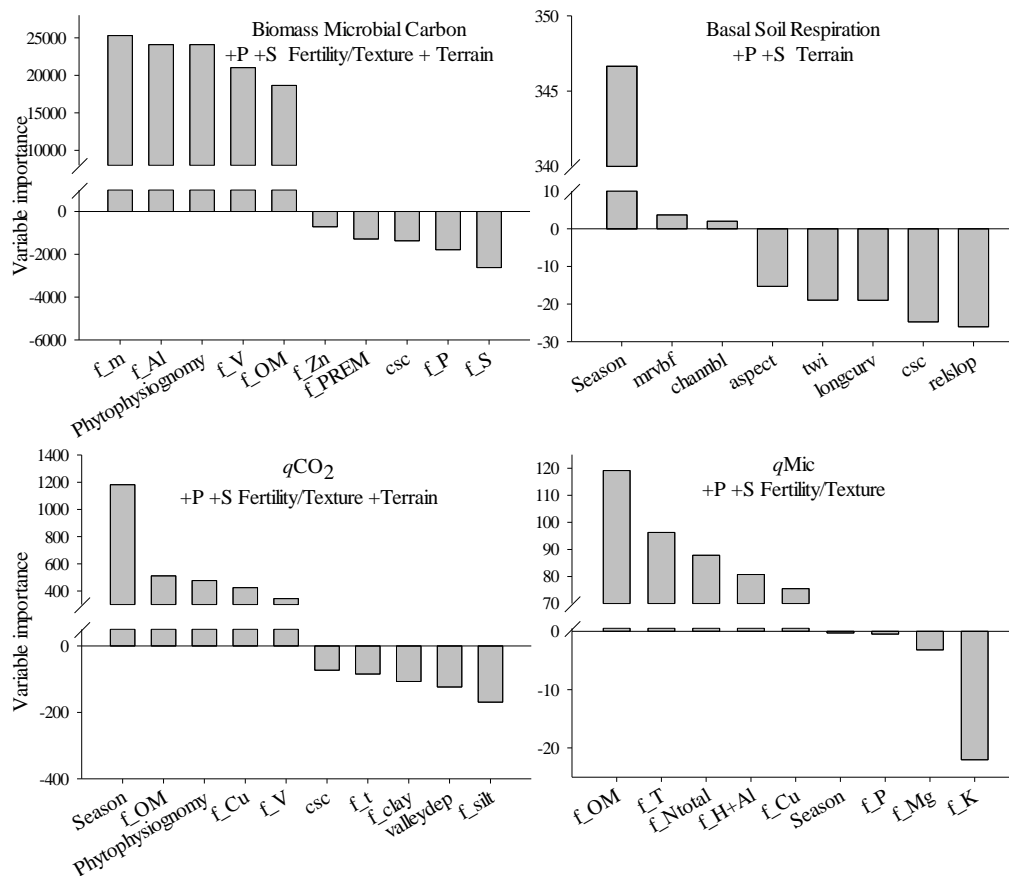 Biomass Microbial Carbon
+P +S Fertility/Texture + Terrain
Variable importance
25000
20000
15000
10000
0
-2000
-4000
-6000
f_m
f_Al
Phytophysiognomy
f_V
f_OM
f_Zn
f_PREM
csc
f_P
f_S
Basal Soil Respiration
+P +S Terrain
350
345
340
10
0
-10
-20
-30
Season
mrvbf
channbl
aspect
twi
longcurv
csc
relslop
qCO2
+P +S Fertility/Texture +Terrain
Variable importance
1400
1200
1000
800
600
400
0
-200
-400
Season
f_OM
Phytophysiognomy
f_Cu
f_V
csc
f_t
f_clay
valleydep
f_silt
qMic
+P +S Fertility/Texture
120
110
100
90
80
70
0
-10
-20
f_OM
f_T
f_Ntotal
f_H+Al
f_Cu
Season
f_P
f_Mg
f_K